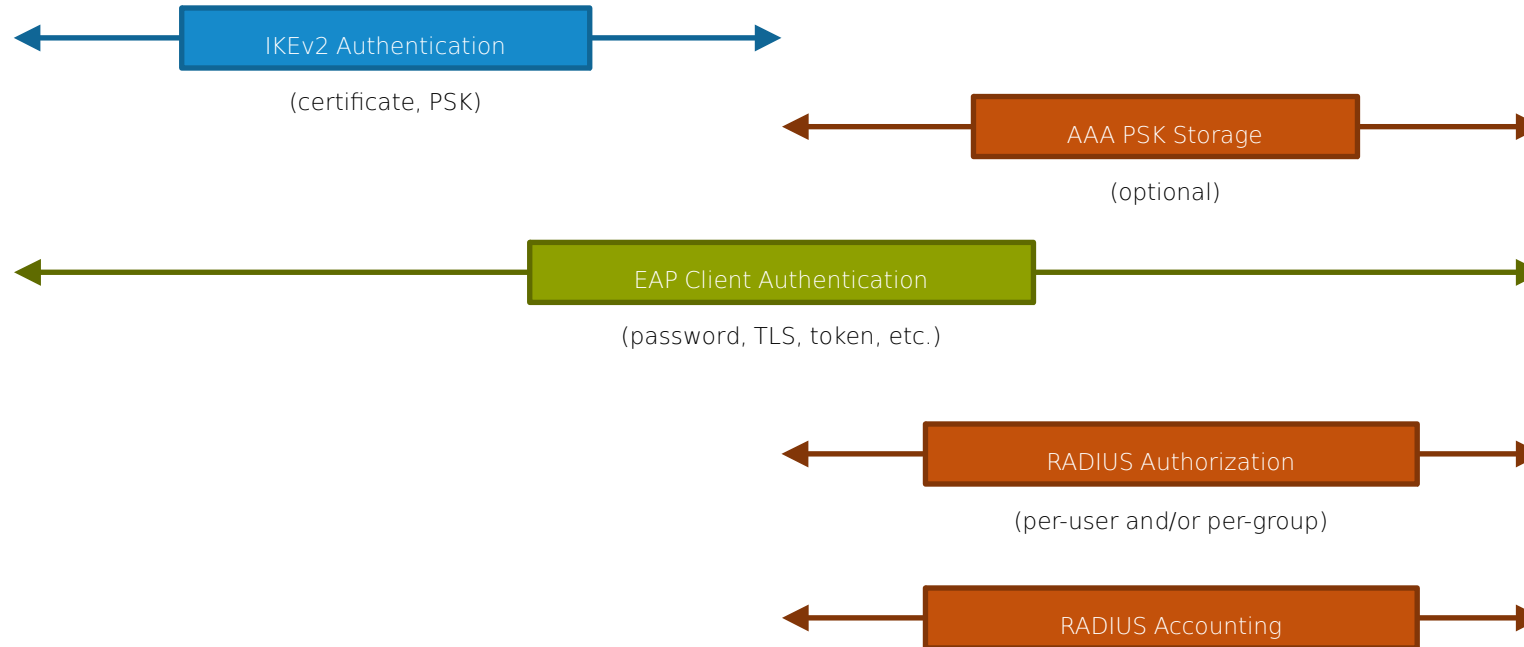 IKEv2 Authentication
(certificate, PSK)
AAA PSK Storage
(optional)
EAP Client Authentication
(password, TLS, token, etc.)
RADIUS Authorization
(per-user and/or per-group)
RADIUS Accounting